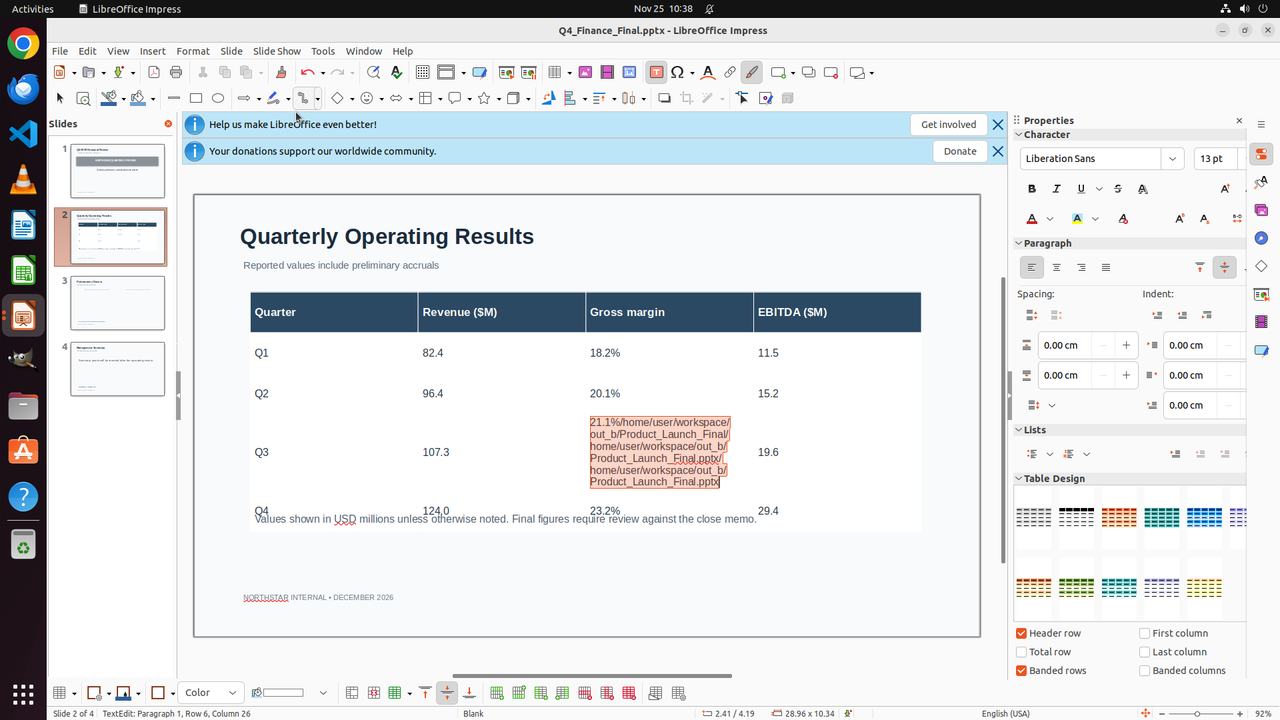 Activities
LibreOffice Impress
Nov 25 10:38
Q4_Finance_Final.pptx - LibreOffice Impress
File Edit View Insert Format Slide Slide Show Tools Window Help
Slides
Help us make LibreOffice even better!
Get involved
Your donations support our worldwide community.
Donate
1
2
3
4
Quarterly Operating Results
Reported values include preliminary accruals
Quarter Revenue ($M) Gross margin EBITDA ($M)
Q1 82.4 18.2% 11.5
Q2 96.4 20.1% 15.2
Q3 107.3 21.1%/home/user/workspace/
out_b/Product_Launch_Final/
home/user/workspace/out_b/
Product_Launch_Final.pptx/
home/user/workspace/out_b/
Product_Launch_Final.pptx
19.6
Q4 124.0 23.2% 29.4
Values shown in USD millions unless otherwise noted. Final figures require review against the close memo.
NORTHSTAR INTERNAL • DECEMBER 2026
Properties
Character
Liberation Sans
13 pt
Paragraph
Spacing: Indent:
0.00 cm 0.00 cm
0.00 cm 0.00 cm
0.00 cm
Lists
Table Design
Header row First column
Total row Last column
Banded rows Banded columns
Color
Slide 2 of 4
TextEdit: Paragraph 1, Row 6, Column 26
Blank
2.41 / 4.19
28.96 x 10.34
English (USA)
92%